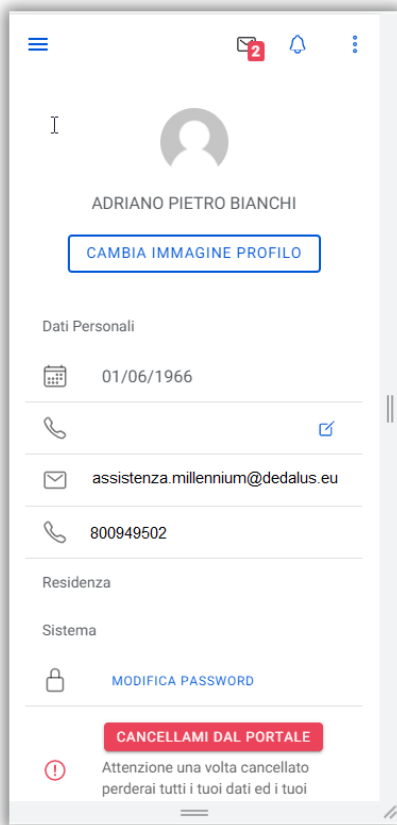 2
ADRIANO PIETRO BIANCHI
CAMBIA IMMAGINE PROFILO
Dati Personali
01/06/1966
assistenza.millennium@dedalus.eu
800949502
Residenza
Sistema
MODIFICA PASSWORD
CANCELLAMI DAL PORTALE
Attenzione una volta cancellato
perderai tutti i tuoi dati ed i tuoi